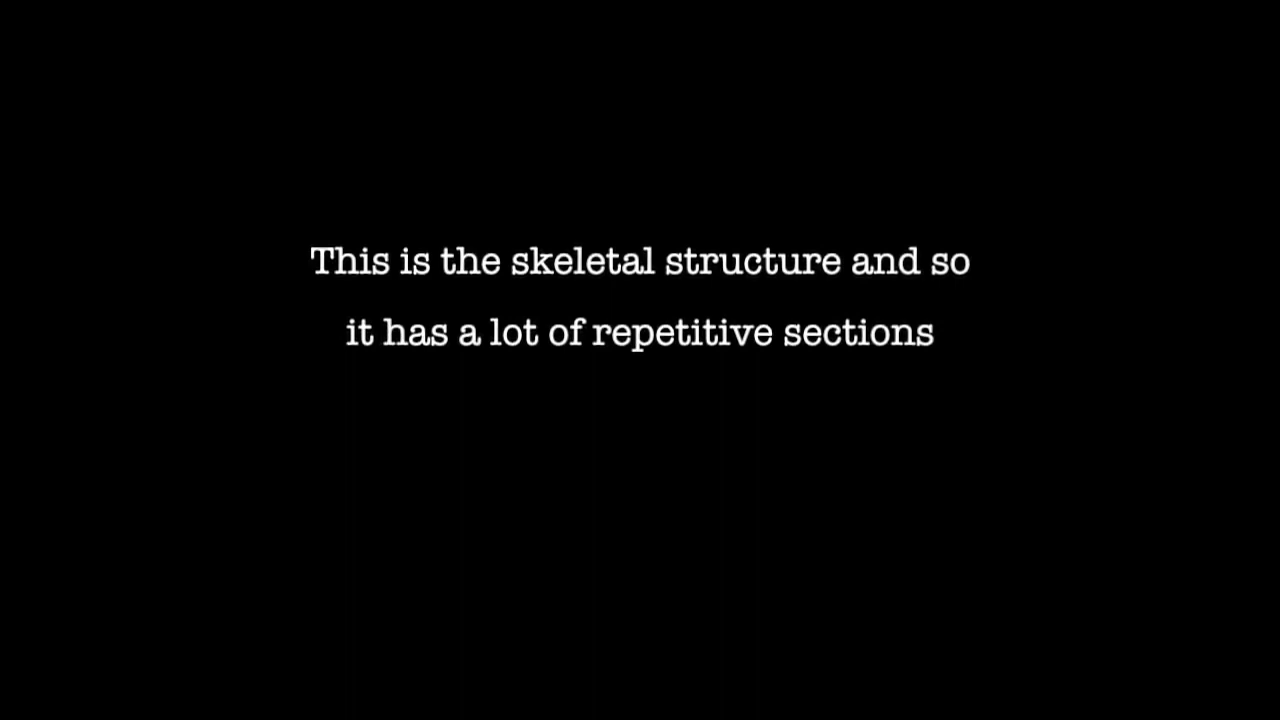 This is the skeletal structure and so
it has a lot of repetitive sections